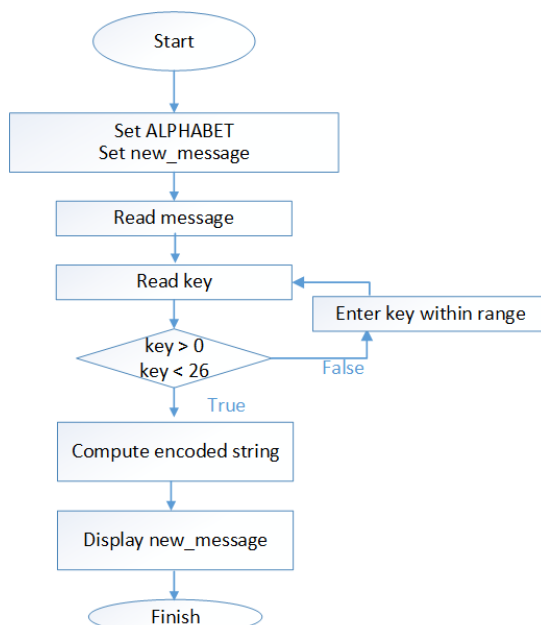 Start
Set ALPHABET
Set new_message
Read message
Read key
Enter key within range
key > 0
key < 26
False
True
Compute encoded string
Display new_message
Finish